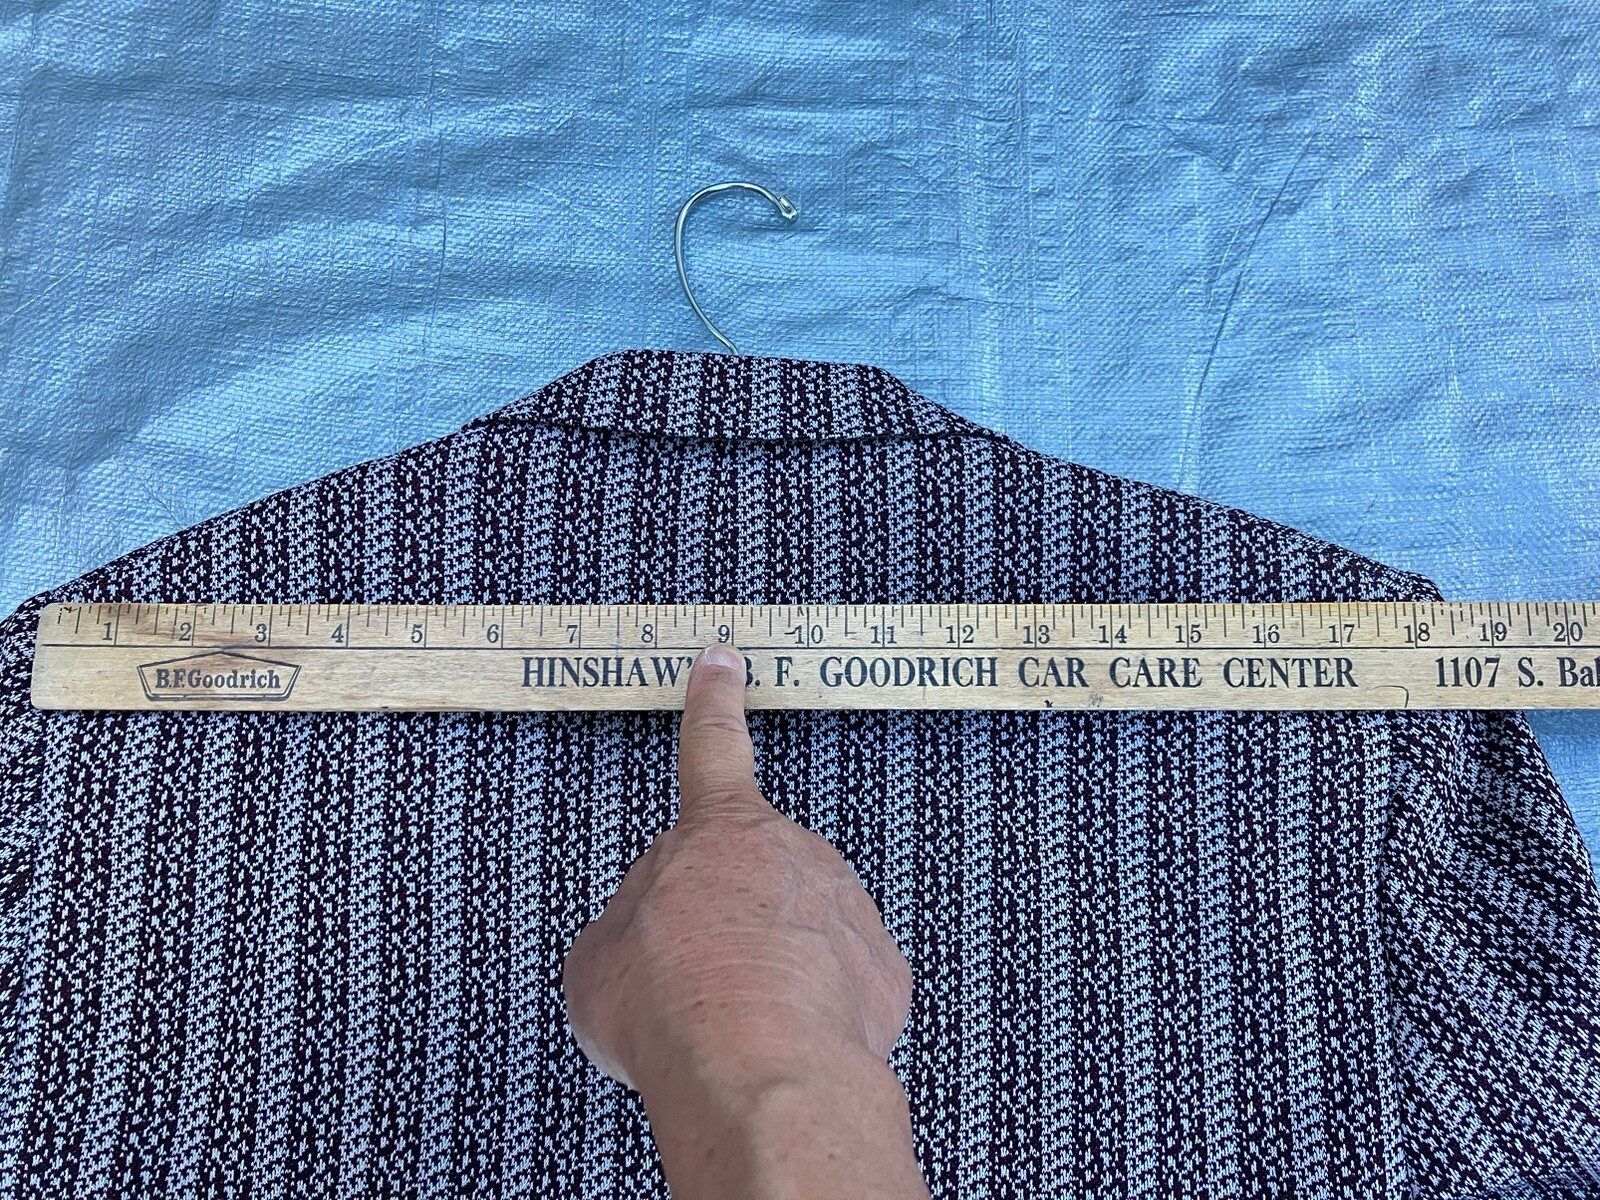 1 2 3 4 5 6 7 8 9 10 11 12 13 14 15 16 17 18 19 20
B.F.Goodrich
HINSHAW'S B. F. GOODRICH CAR CARE CENTER 1107 S. Bal